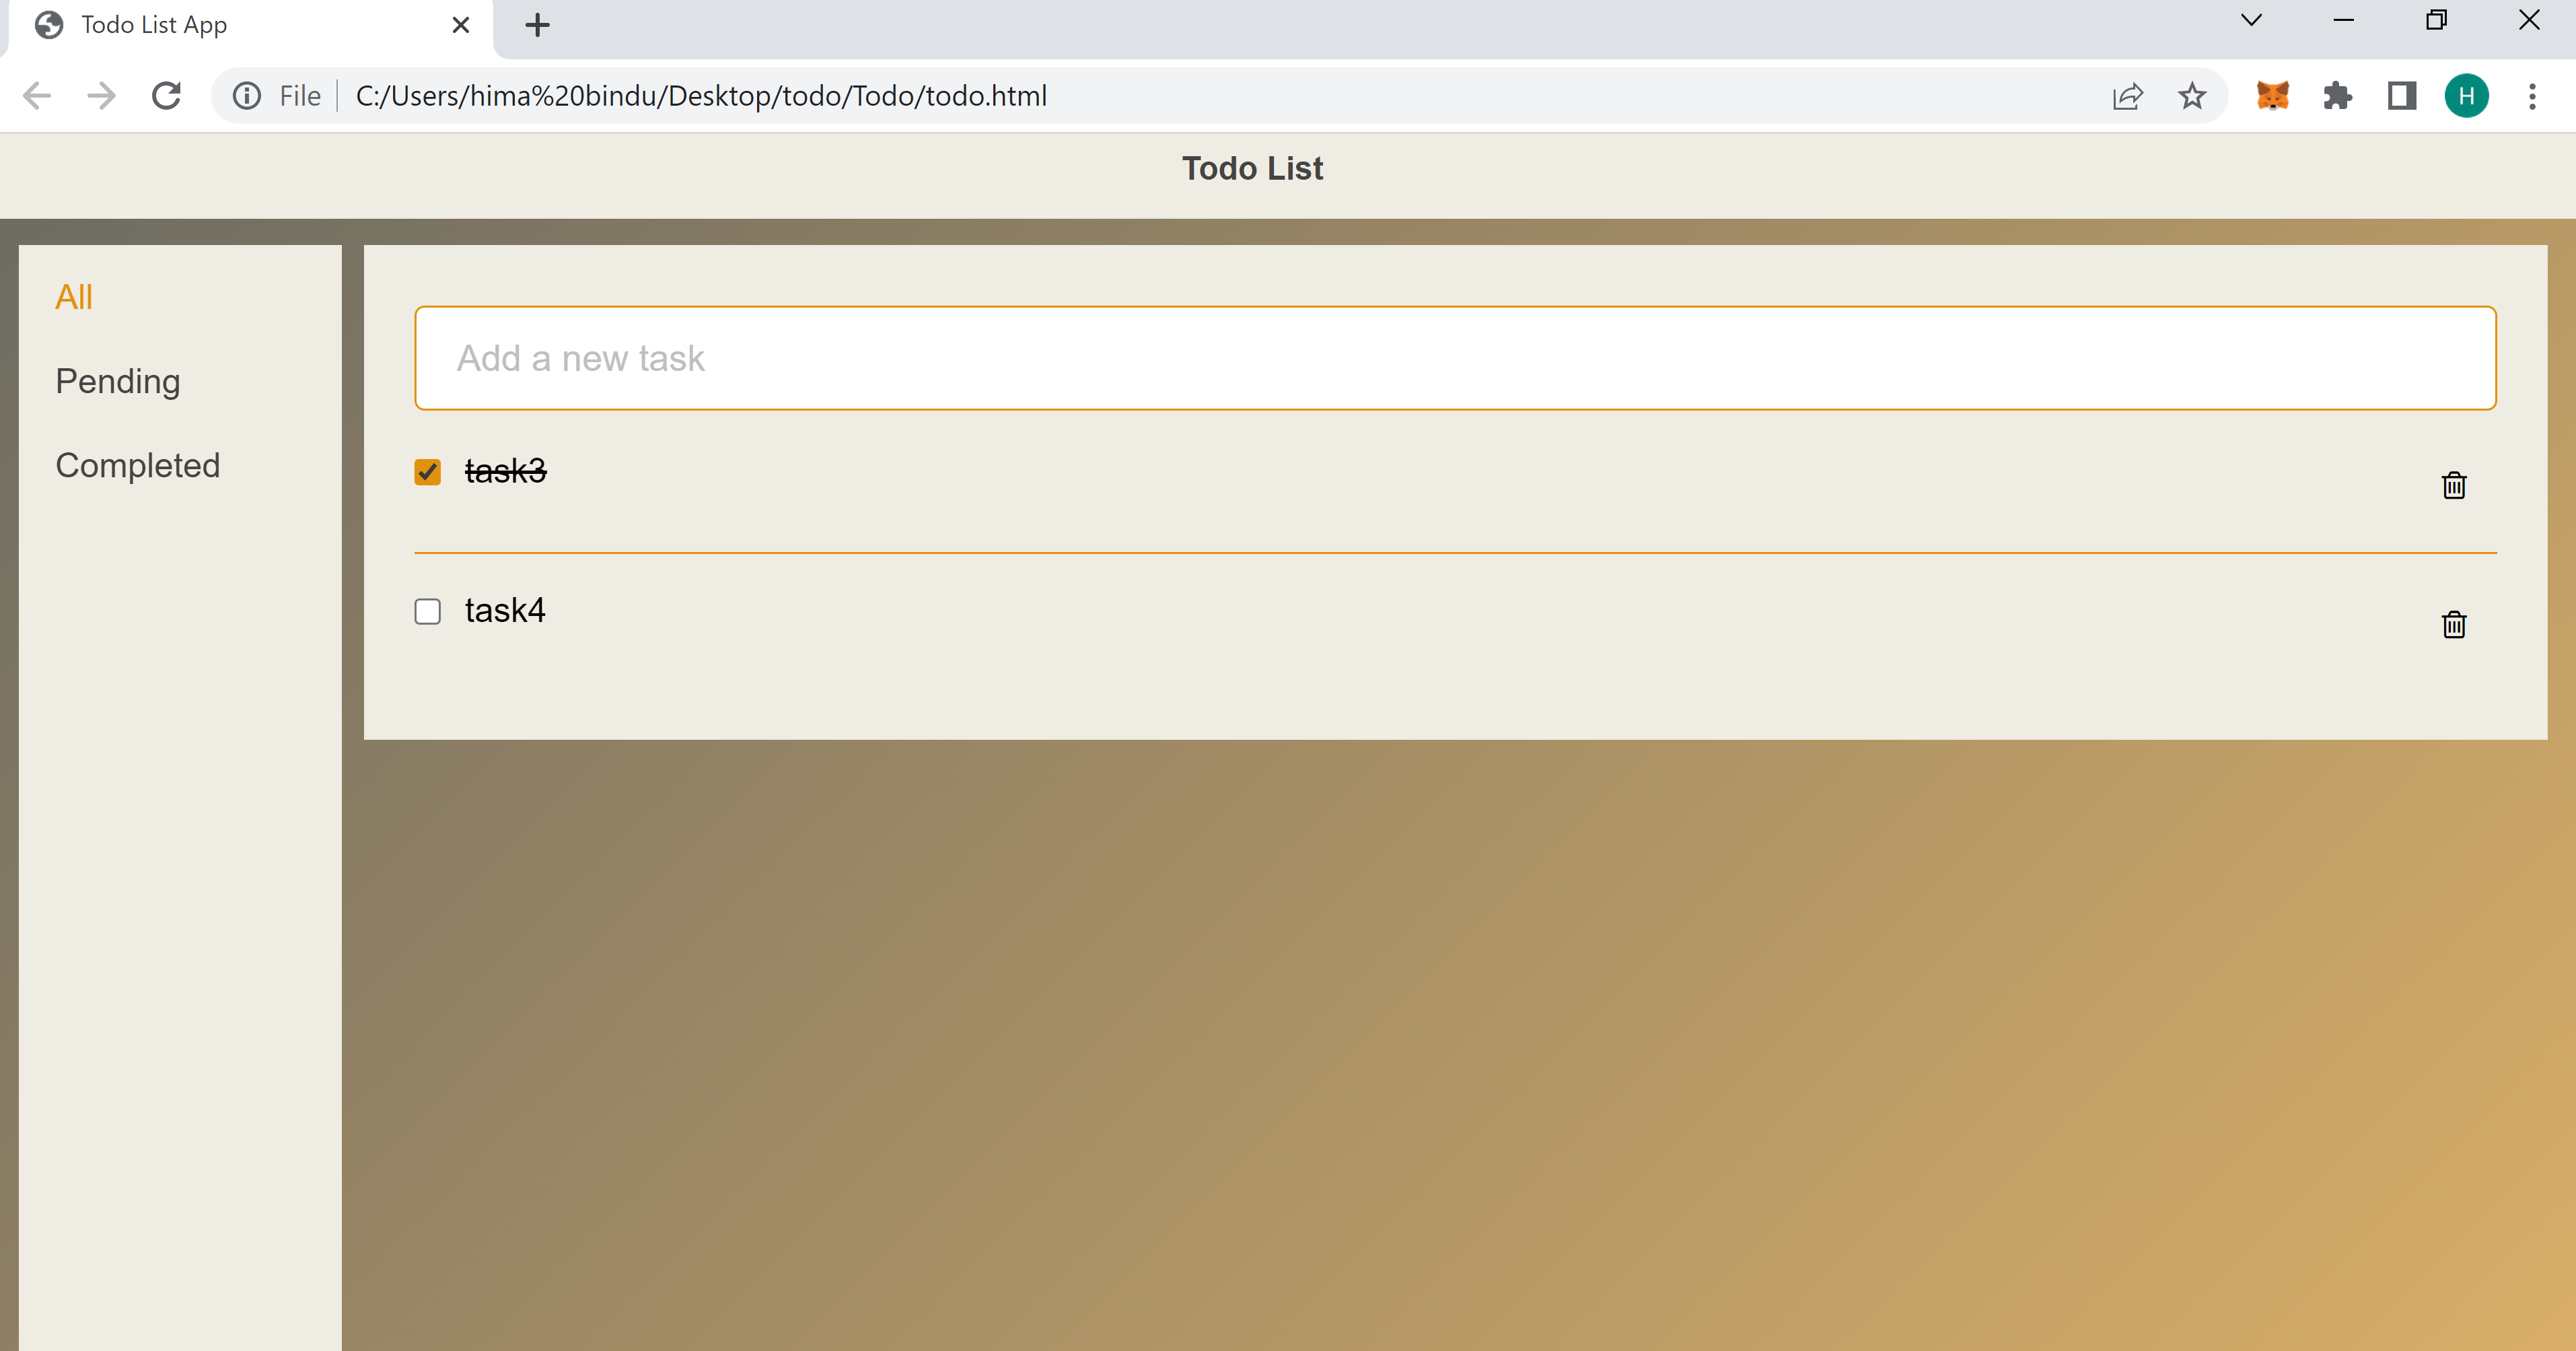 Todo List App
File C:/Users/hima%20bindu/Desktop/todo/Todo/todo.html
H
Todo List
All
Pending
Completed
Add a new task
task3
task4